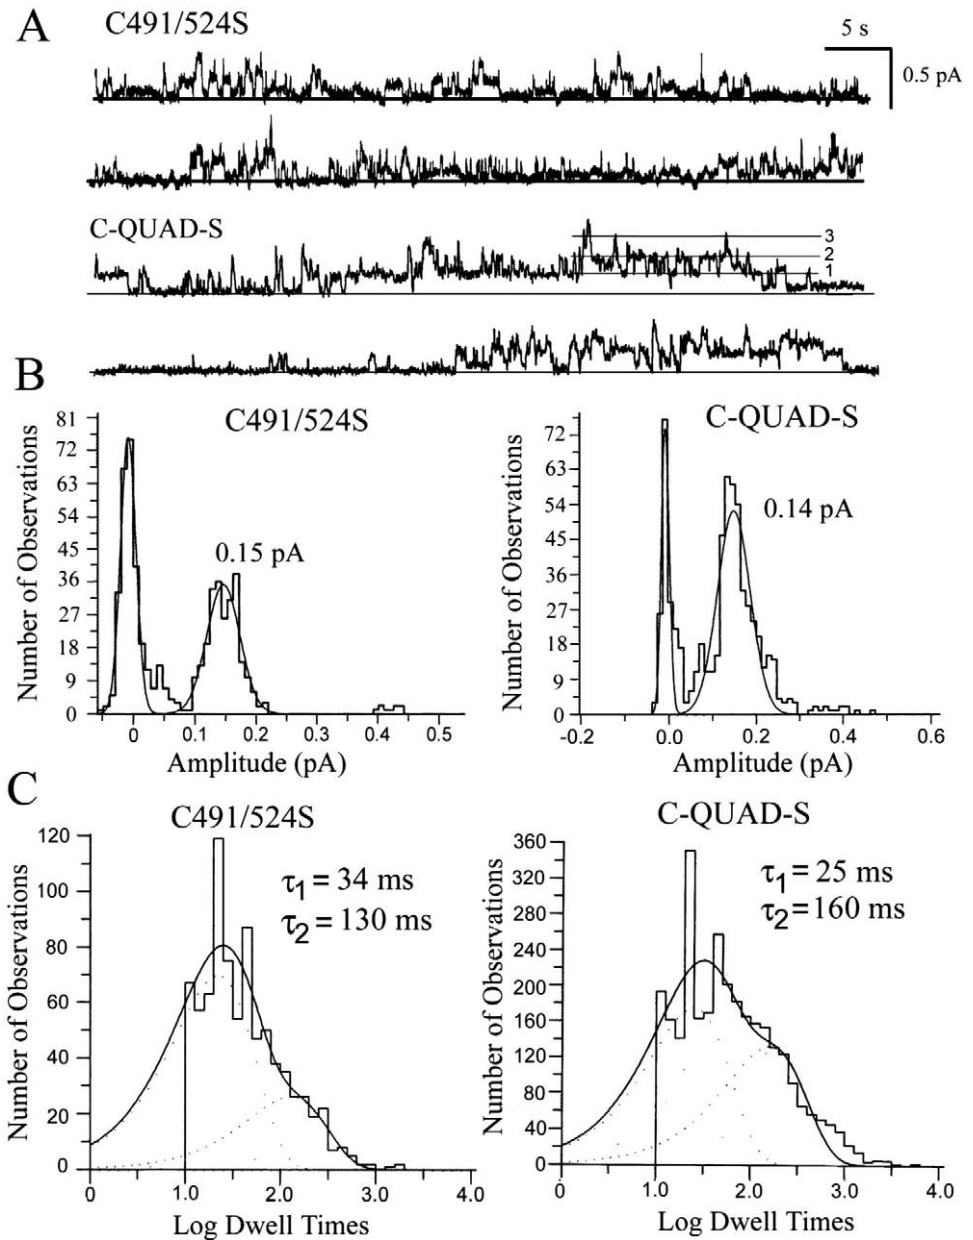 A
C491/524S
5 s
0.5 pA
C-QUAD-S
3
2
1
B
C491/524S
C-QUAD-S
81
72
63
54
45
36
27
18
9
0
Number of Observations
0.15 pA
0 0.1 0.2 0.3 0.4 0.5
Amplitude (pA)
72
63
54
45
36
27
18
9
0
Number of Observations
0.14 pA
-0.2 0.0 0.2 0.4 0.6
Amplitude (pA)
C
C491/524S
C-QUAD-S
120
100
80
60
40
20
0
Number of Observations
τ1 = 34 ms
τ2 = 130 ms
0 1.0 2.0 3.0 4.0
Log Dwell Times
360
320
280
240
200
160
120
80
40
0
Number of Observations
τ1 = 25 ms
τ2 = 160 ms
0 1.0 2.0 3.0 4.0
Log Dwell Times